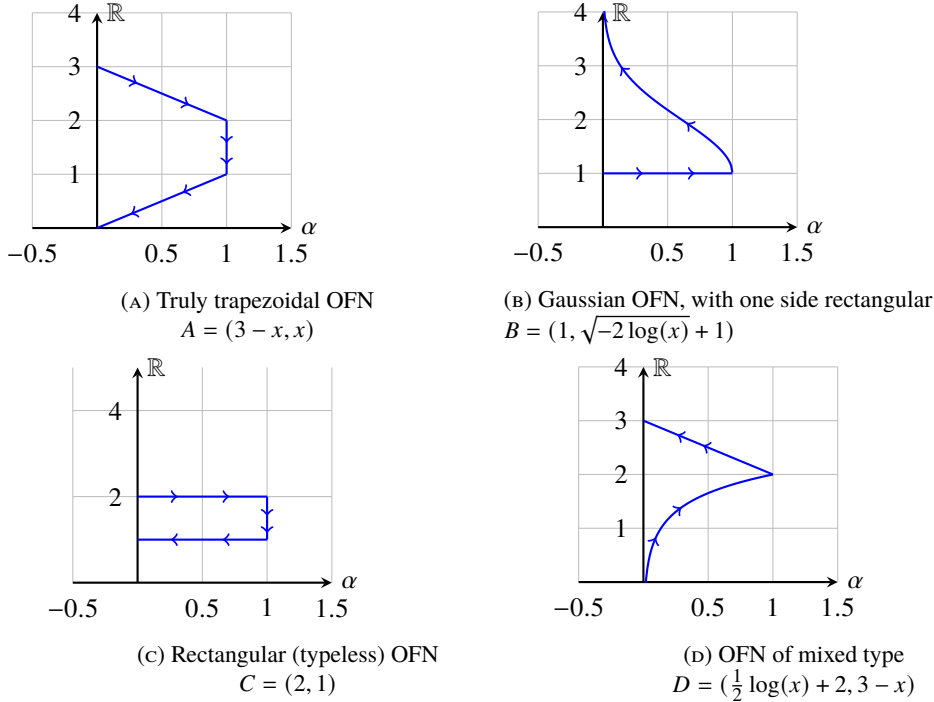 4
ℝ
3
2
1
α
−0.5
0.5
1
1.5
(A) Truly trapezoidal OFN
A = (3 − x, x)
4
ℝ
3
2
1
α
−0.5
0.5
1
1.5
(B) Gaussian OFN, with one side rectangular
B = (1, √(−2 log(x)) + 1)
ℝ
4
2
α
−0.5
0.5
1
1.5
(C) Rectangular (typeless) OFN
C = (2, 1)
4
ℝ
3
2
1
α
−0.5
0.5
1
1.5
(D) OFN of mixed type
D = (½ log(x) + 2, 3 − x)